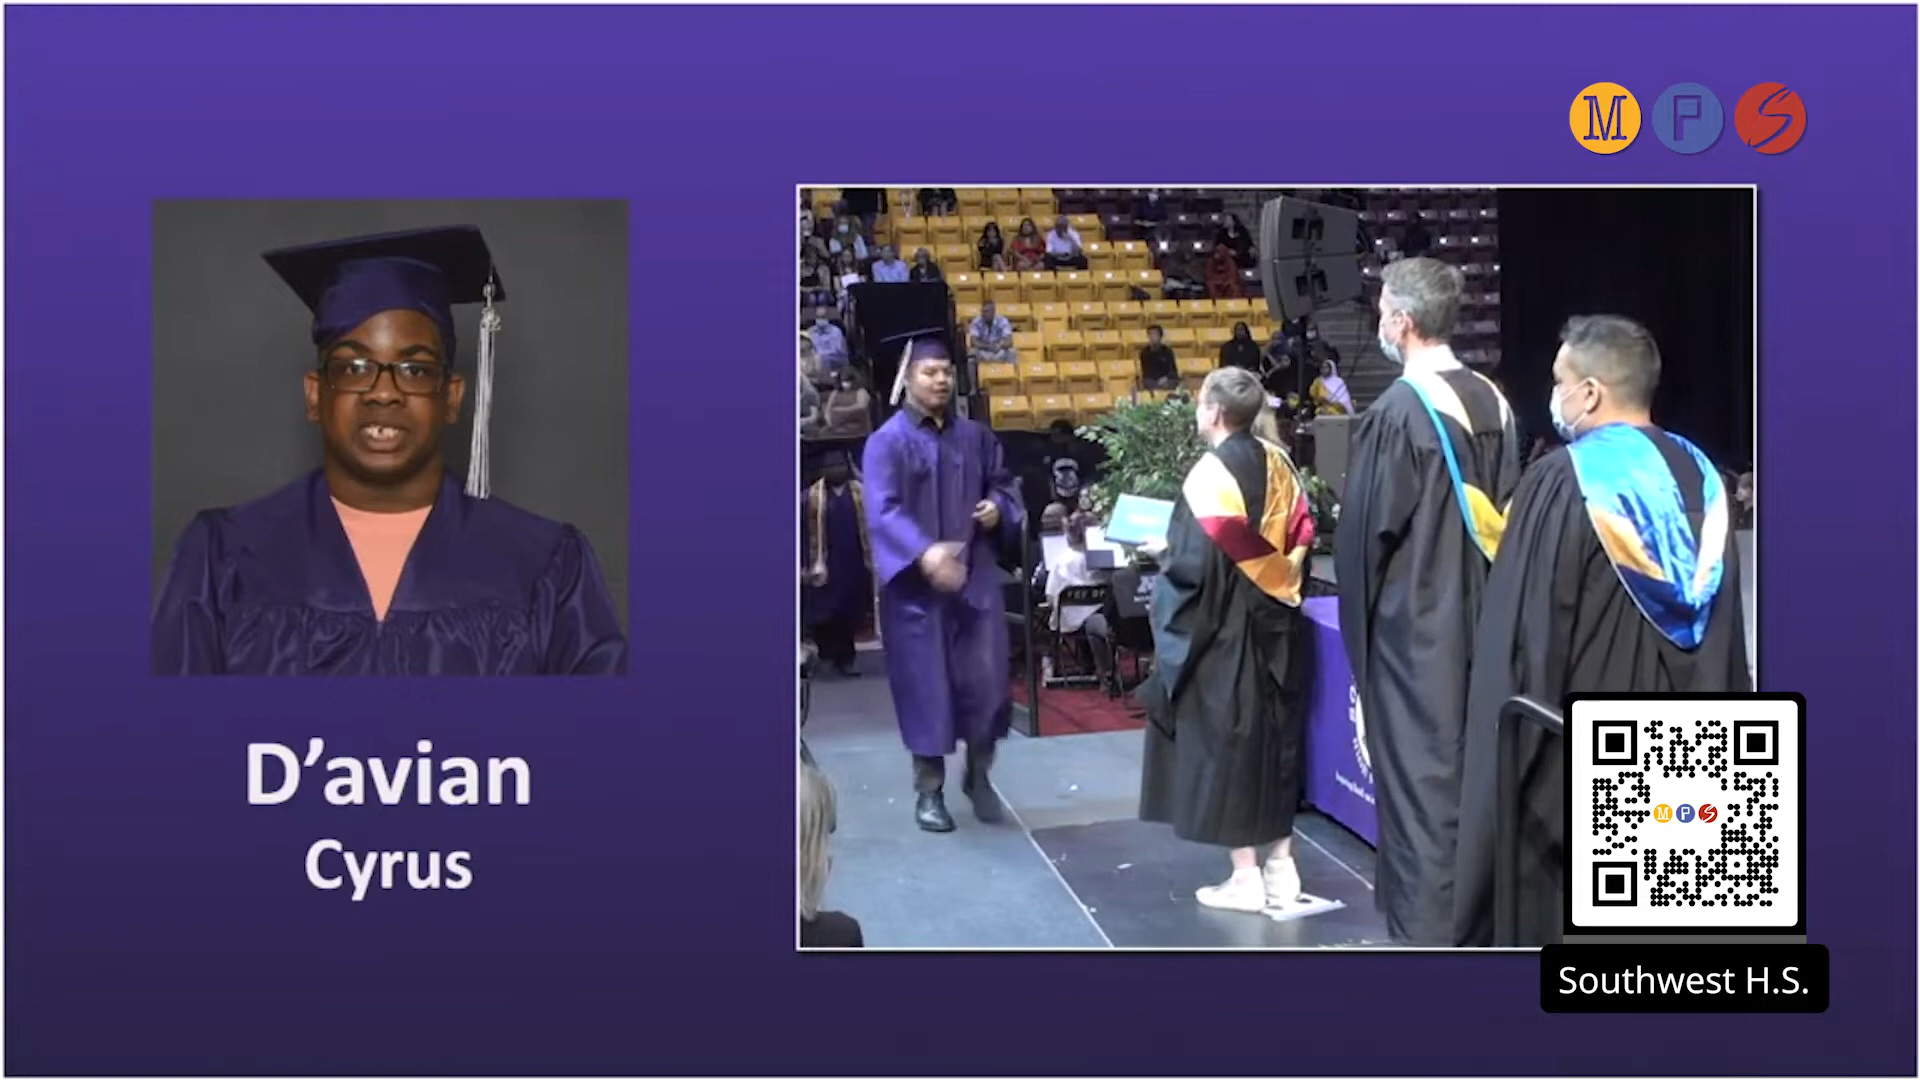 M P S
D’avian
Cyrus
M P S
Southwest H.S.